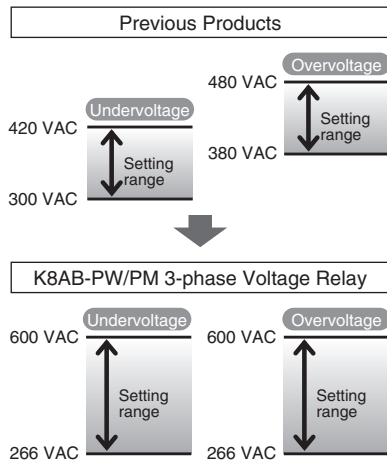 Previous Products
Overvoltage
480 VAC
Setting
range
380 VAC
Undervoltage
420 VAC
Setting
range
300 VAC
K8AB-PW/PM 3-phase Voltage Relay
Undervoltage
600 VAC
Setting
range
266 VAC
Overvoltage
600 VAC
Setting
range
266 VAC